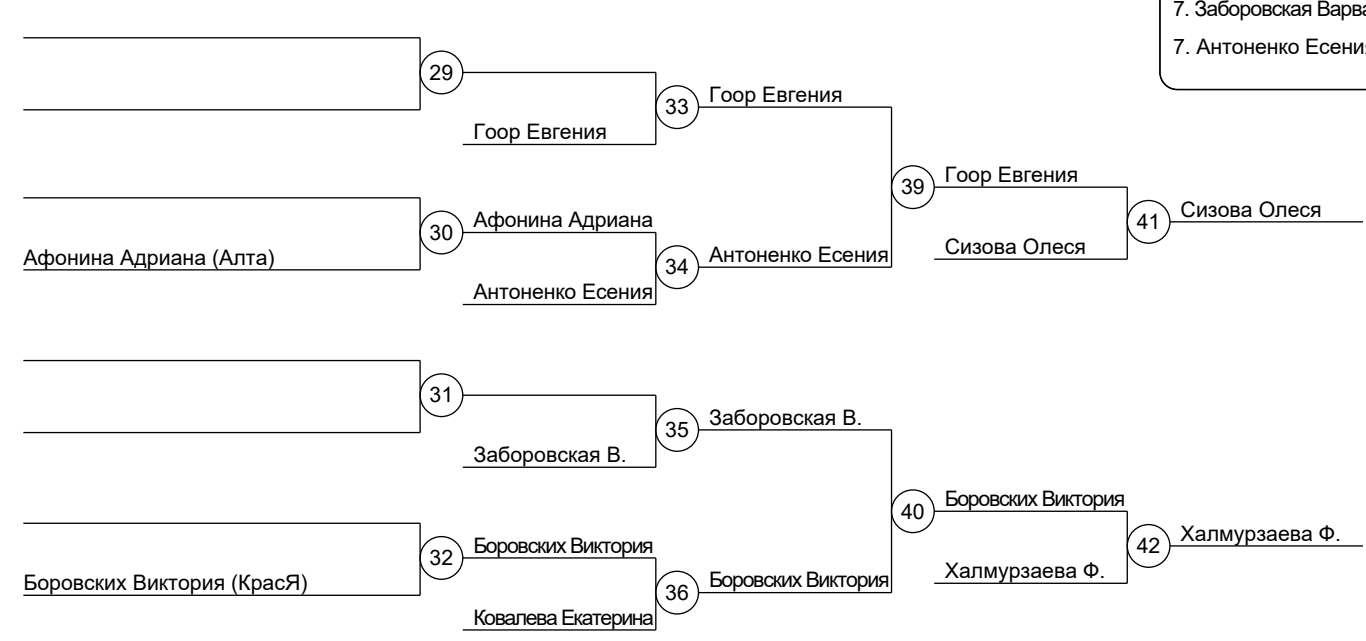 7. Заборовская Варва
7. Антоненко Есения
29
Гоор Евгения
33
Гоор Евгения
Афонина Адриана (Алта)
30
Афонина Адриана
Антоненко Есения
34
Антоненко Есения
39
Гоор Евгения
Сизова Олеся
41
Сизова Олеся
31
Заборовская В.
35
Заборовская В.
Боровских Виктория (КрасЯ)
32
Боровских Виктория
Ковалева Екатерина
36
Боровских Виктория
40
Боровских Виктория
Халмурзаева Ф.
42
Халмурзаева Ф.